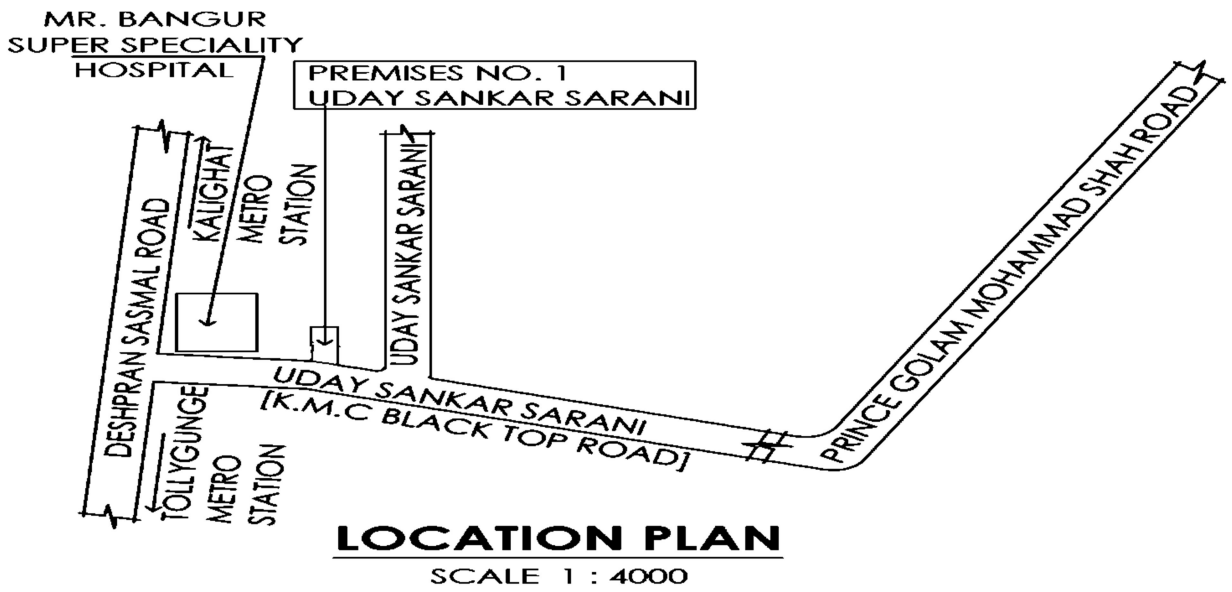 MR. BANGUR
SUPER SPECIALITY
HOSPITAL
PREMISES NO. 1
UDAY SANKAR SARANI
DESHPRAN SASMAL ROAD
KALIGHAT
METRO
STATION
UDAY SANKAR SARANI
PRINCE GOLAM MOHAMMAD SHAH ROAD
UDAY SANKAR SARANI
[K.M.C BLACK TOP ROAD]
TOLLYGUNGE
METRO
STATION
LOCATION PLAN
SCALE 1 : 4000